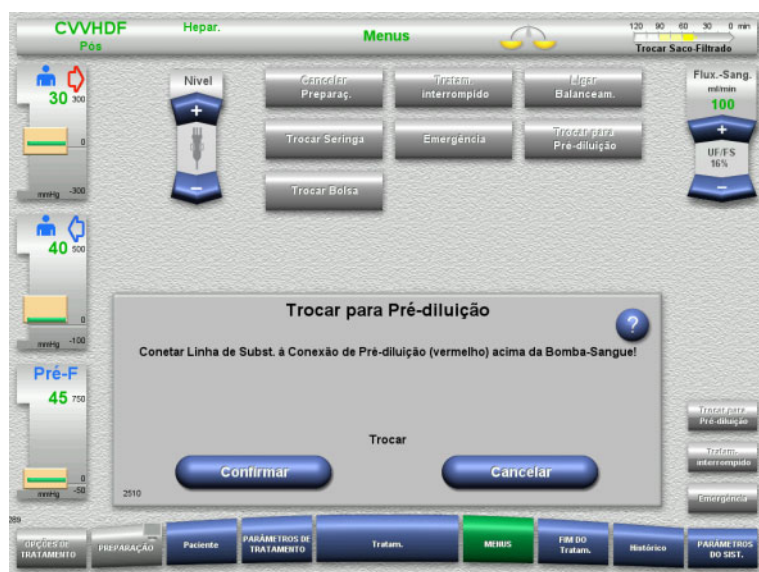 CVVHDF
Pós
Hepar.
Menus
120 90 60 30 0 min
Trocar Saco-Filtrado
30
300
0
mmHg -300
Nivel
+
−
Cancelar
Preparaç.
Tratam.
interrompido
Ligar
Balanceam.
Trocar Seringa
Emergência
Trocar para
Pré-diluição
Trocar Bolsa
Flux.-Sang.
ml/min
100
+
UF/FS
16%
−
40
500
0
mmHg -100
Pré-F
45
750
0
mmHg -50
Trocar para Pré-diluição
?
Conetar Linha de Subst. à Conexão de Pré-diluição (vermelho) acima da Bomba-Sangue!
Trocar
Confirmar
Cancelar
2510
Trocar para
Pré-diluição
Tratam.
interrompido
Emergência
289
OPÇÕES DE
TRATAMENTO
PREPARAÇÃO
Paciente
PARÂMETROS DE
TRATAMENTO
Tratam.
MENUS
FIM DO
Tratam.
Histórico
PARÂMETROS
DO SIST.